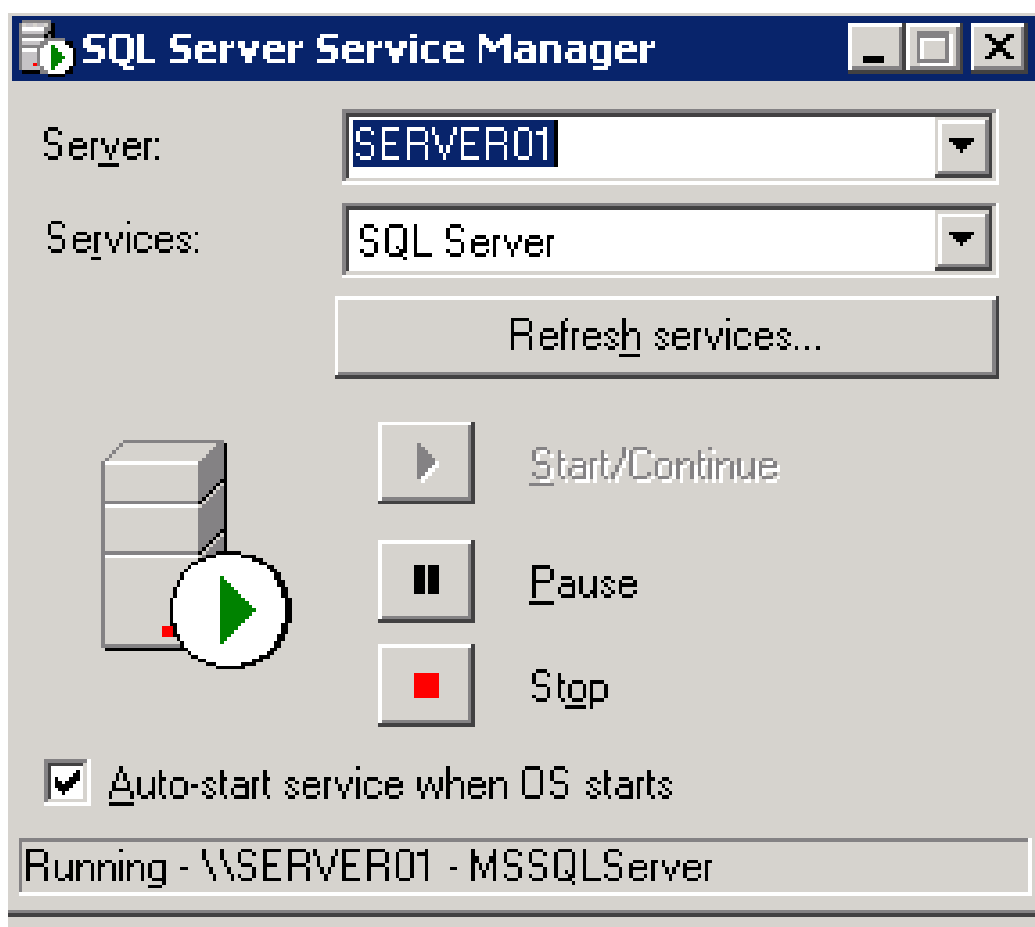 SQL Server Service Manager
Server:
SERVER01
Services:
SQL Server
Refresh services...
Start/Continue
Pause
Stop
Auto-start service when OS starts
Running - \\SERVER01 - MSSQLServer